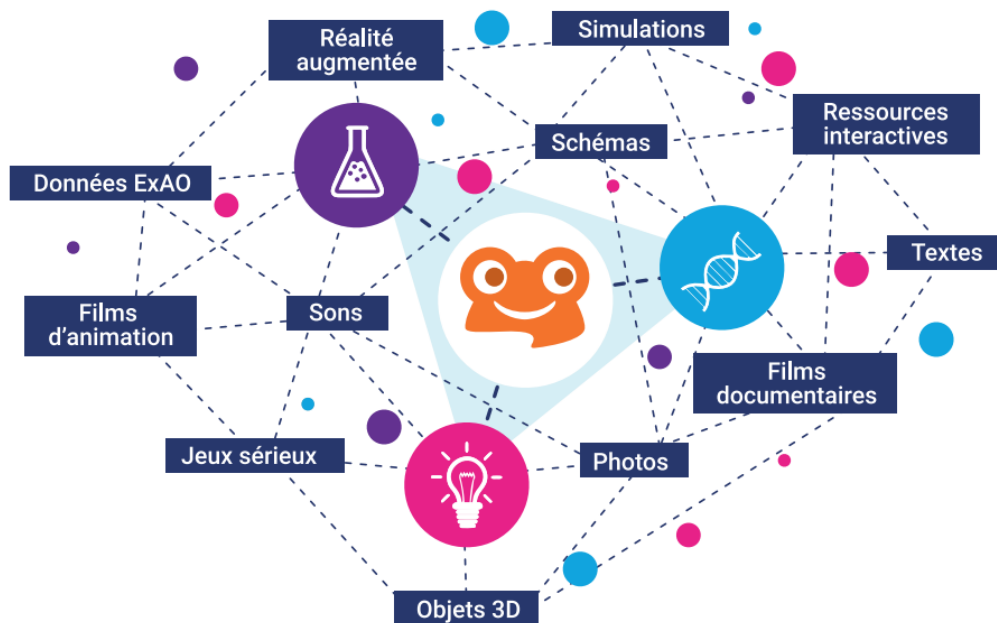 Réalité
augmentée
Simulations
Ressources
interactives
Schémas
Données ExAO
Textes
Films
d'animation
Sons
Films
documentaires
Jeux sérieux
Photos
Objets 3D